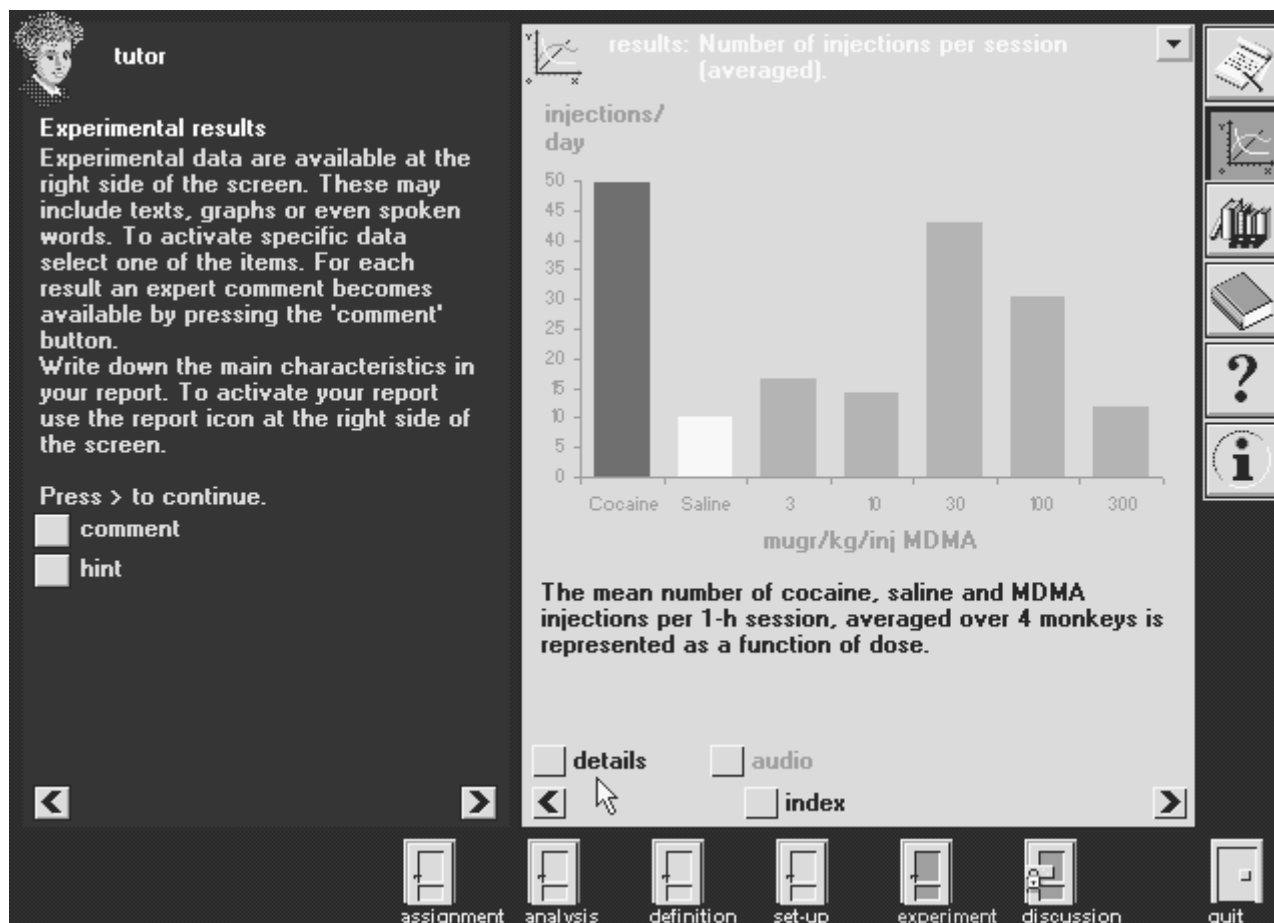 tutor
Experimental results
Experimental data are available at the
right side of the screen. These may
include texts, graphs or even spoken
words. To activate specific data
select one of the items. For each
result an expert comment becomes
available by pressing the 'comment'
button.
Write down the main characteristics in
your report. To activate your report
use the report icon at the right side of
the screen.
Press > to continue.
comment
hint
results: Number of injections per session
(averaged).
injections/
day
50
45
40
35
30
25
20
15
10
5
0
Cocaine Saline 3 10 30 100 300
mugr/kg/inj MDMA
The mean number of cocaine, saline and MDMA
injections per 1-h session, averaged over 4 monkeys is
represented as a function of dose.
details audio
index
assignment analysis definition set-up experiment discussion quit